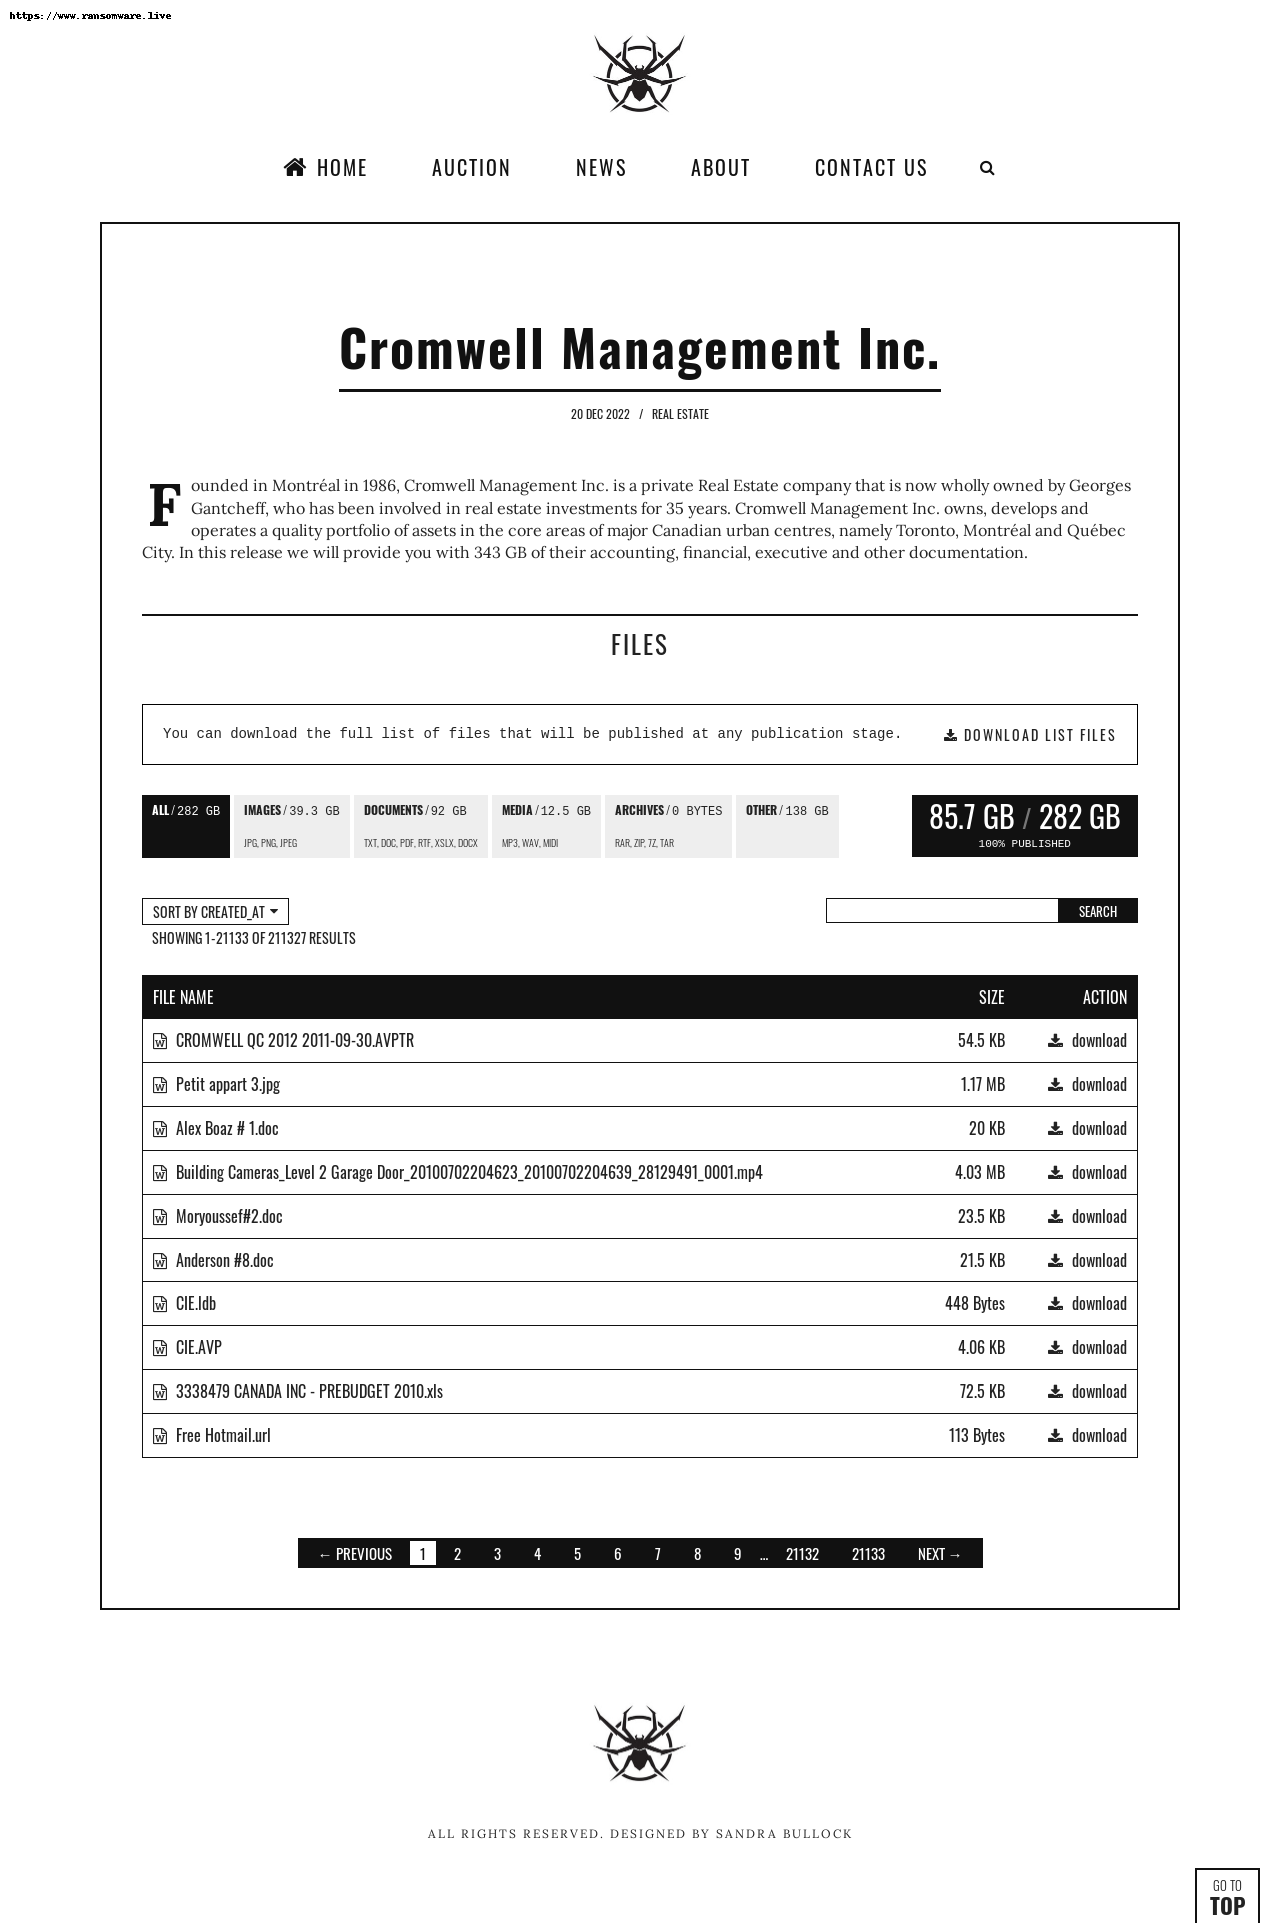 https://www.ransomware.live
HOME AUCTION NEWS ABOUT CONTACT US
Cromwell Management Inc.
20 DEC 2022 / REAL ESTATE
Founded in Montréal in 1986, Cromwell Management Inc. is a private Real Estate company that is now wholly owned by Georges
Gantcheff, who has been involved in real estate investments for 35 years. Cromwell Management Inc. owns, develops and
operates a quality portfolio of assets in the core areas of major Canadian urban centres, namely Toronto, Montréal and Québec
City. In this release we will provide you with 343 GB of their accounting, financial, executive and other documentation.
FILES
You can download the full list of files that will be published at any publication stage. DOWNLOAD LIST FILES
ALL / 282 GB IMAGES / 39.3 GB DOCUMENTS / 92 GB MEDIA / 12.5 GB ARCHIVES / 0 BYTES OTHER / 138 GB 85.7 GB / 282 GB
JPG, PNG, JPEG TXT, DOC, PDF, RTF, XSLX, DOCX MP3, WAV, MIDI RAR, ZIP, 7Z, TAR 100% PUBLISHED
SORT BY CREATED_AT SEARCH
SHOWING 1-21133 OF 211327 RESULTS
FILE NAME SIZE ACTION
CROMWELL QC 2012 2011-09-30.AVPTR 54.5 KB download
Petit appart 3.jpg 1.17 MB download
Alex Boaz # 1.doc 20 KB download
Building Cameras_Level 2 Garage Door_20100702204623_20100702204639_28129491_0001.mp4 4.03 MB download
Moryoussef#2.doc 23.5 KB download
Anderson #8.doc 21.5 KB download
CIE.ldb 448 Bytes download
CIE.AVP 4.06 KB download
3338479 CANADA INC - PREBUDGET 2010.xls 72.5 KB download
Free Hotmail.url 113 Bytes download
← PREVIOUS 1 2 3 4 5 6 7 8 9 ... 21132 21133 NEXT →
ALL RIGHTS RESERVED. DESIGNED BY SANDRA BULLOCK
GO TO
TOP